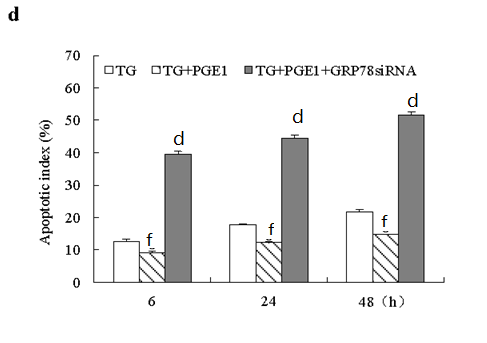 d
70
TG TG+PGE1 TG+PGE1+GRP78siRNA
60
50
40
30
20
10
0
Apoptotic index (%)
d
d
d
f
f
f
6 24 48（h）